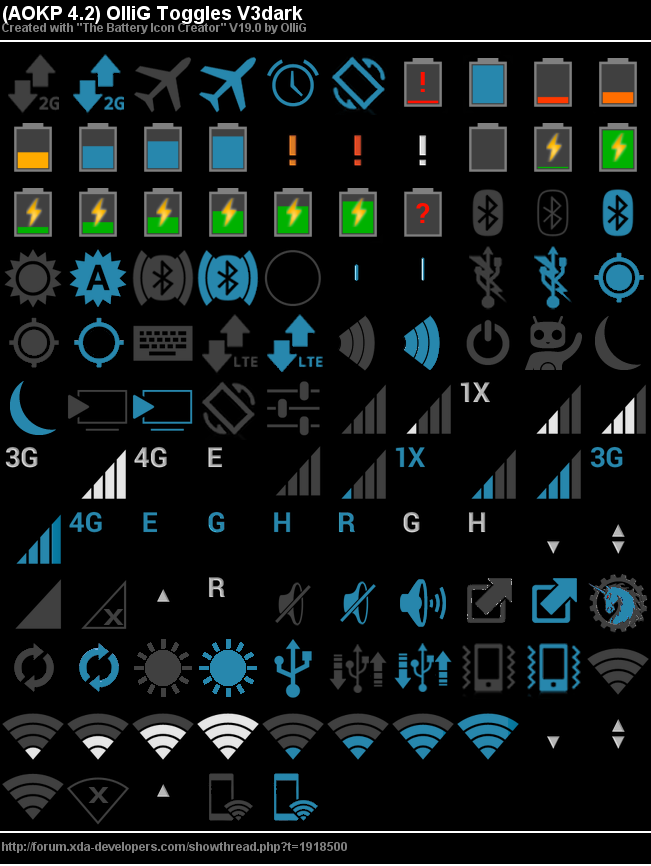 (AOKP 4.2) OlliG Toggles V3dark
Created with "The Battery Icon Creator" V19.0 by OlliG
2G 2G !
! ! !
?
A
LTE LTE
1X
3G 4G E 1X 3G
4G E G H R G H
X R
X
http://forum.xda-developers.com/showthread.php?t=1918500